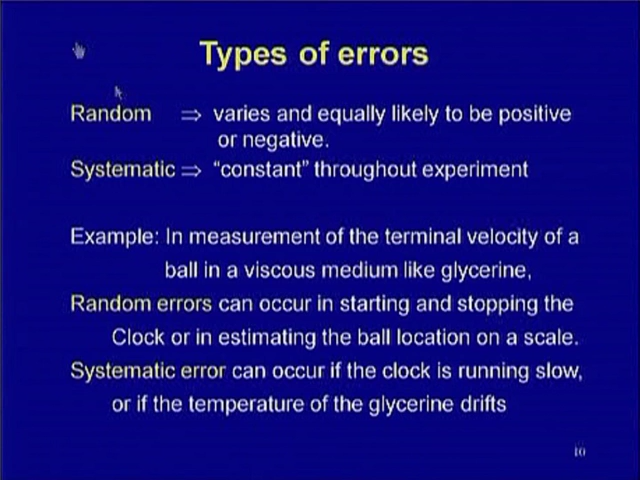 Types of errors
Random ⇒ varies and equally likely to be positive
or negative.
Systematic ⇒ “constant” throughout experiment
Example: In measurement of the terminal velocity of a
ball in a viscous medium like glycerine,
Random errors can occur in starting and stopping the
Clock or in estimating the ball location on a scale.
Systematic error can occur if the clock is running slow,
or if the temperature of the glycerine drifts
10